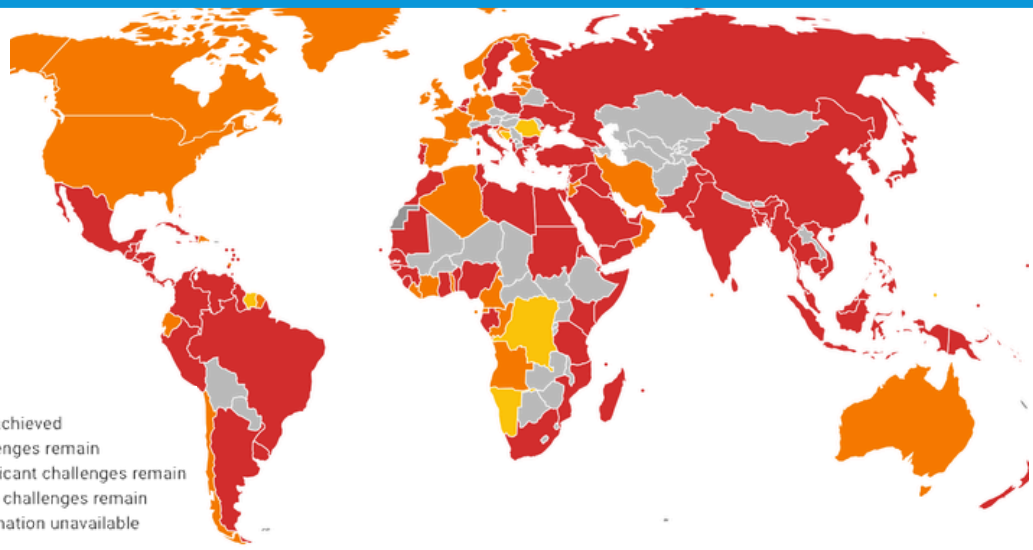 chieved
enges remain
icant challenges remain
challenges remain
nation unavailable